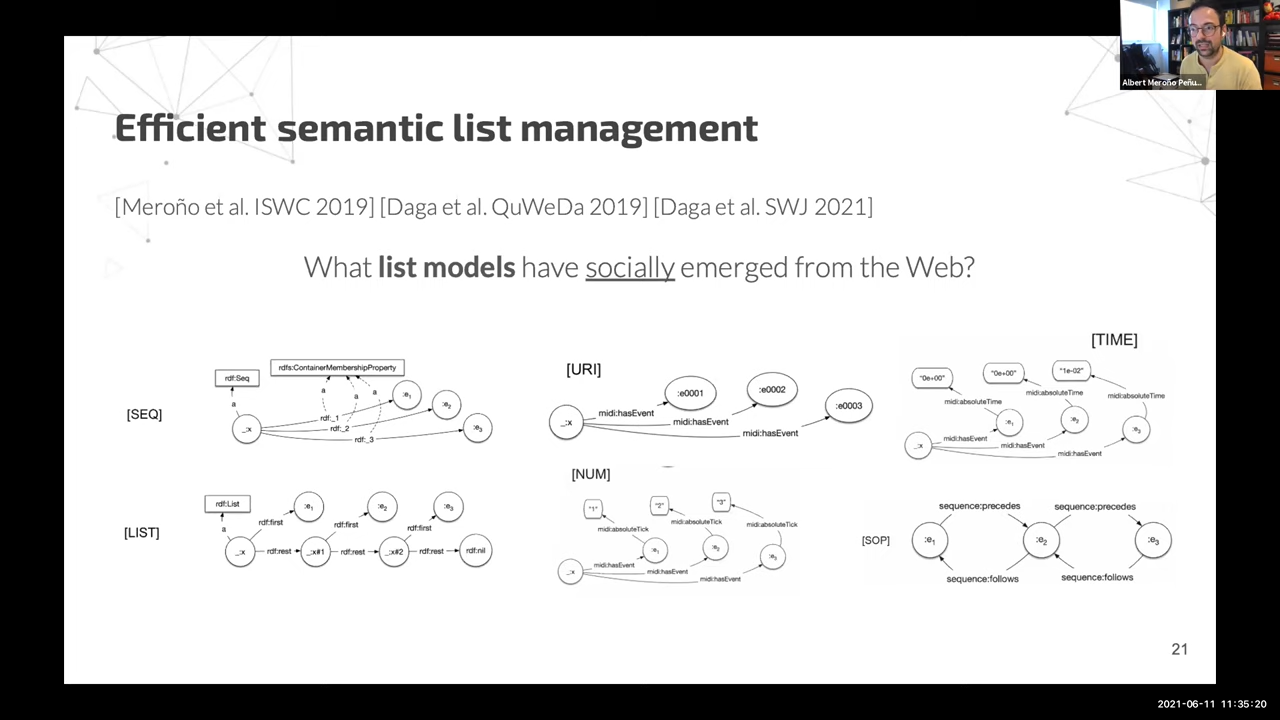 Albert Meroño Peñu...
Efficient semantic list management
[Meroño et al. ISWC 2019] [Daga et al. QuWeDa 2019] [Daga et al. SWJ 2021]
What list models have socially emerged from the Web?
[SEQ]
rdf:Seq
rdfs:ContainerMembershipProperty
a
a
a
a
rdf:_1
rdf:_2
rdf:_3
_:x
:e1
:e2
:e3
[URI]
_:x
midi:hasEvent
midi:hasEvent
midi:hasEvent
:e0001
:e0002
:e0003
[TIME]
"0e+00"
"0e+00"
"1e-02"
midi:absoluteTime
midi:absoluteTime
midi:absoluteTime
:e1
:e2
:e3
_:x
midi:hasEvent
midi:hasEvent
midi:hasEvent
[LIST]
rdf:List
a
:e1
:e2
:e3
rdf:first
rdf:first
rdf:first
_:x
rdf:rest
_:x#1
rdf:rest
_:x#2
rdf:rest
rdf:nil
[NUM]
"1"
"2"
"3"
midi:absoluteTick
midi:absoluteTick
midi:absoluteTick
:e1
:e2
:e3
_:x
midi:hasEvent
midi:hasEvent
midi:hasEvent
[SOP]
sequence:precedes
sequence:precedes
:e1
:e2
:e3
sequence:follows
sequence:follows
21
2021-06-11 11:35:20